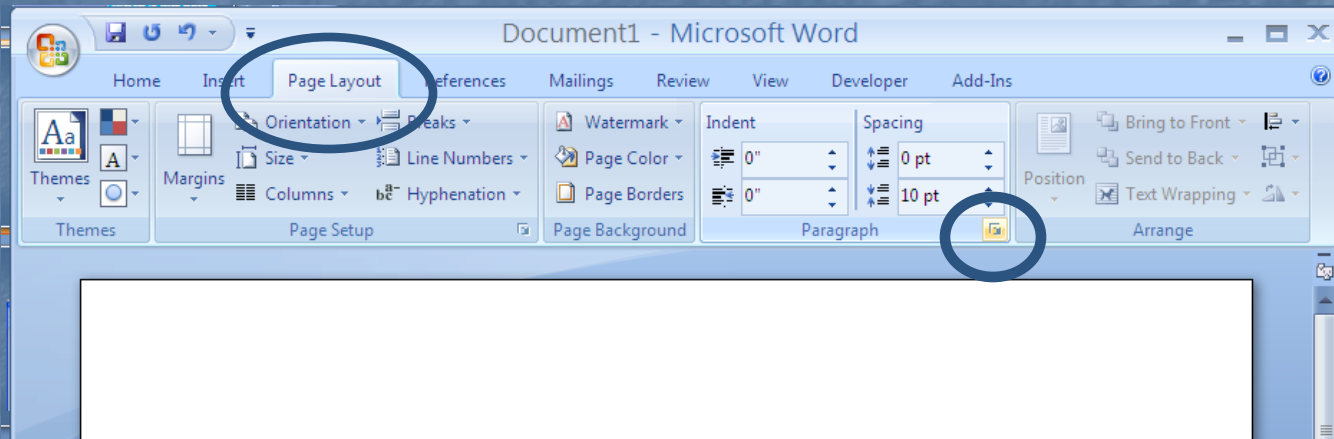 Document1 - Microsoft Word
Home Insert Page Layout References Mailings Review View Developer Add-Ins
Aa Orientation Breaks Watermark Indent Spacing Bring to Front
A Size Line Numbers Page Color 0" 0 pt Send to Back
Themes Margins Columns Hyphenation Page Borders 0" 10 pt Position Text Wrapping
Themes Page Setup Page Background Paragraph Arrange